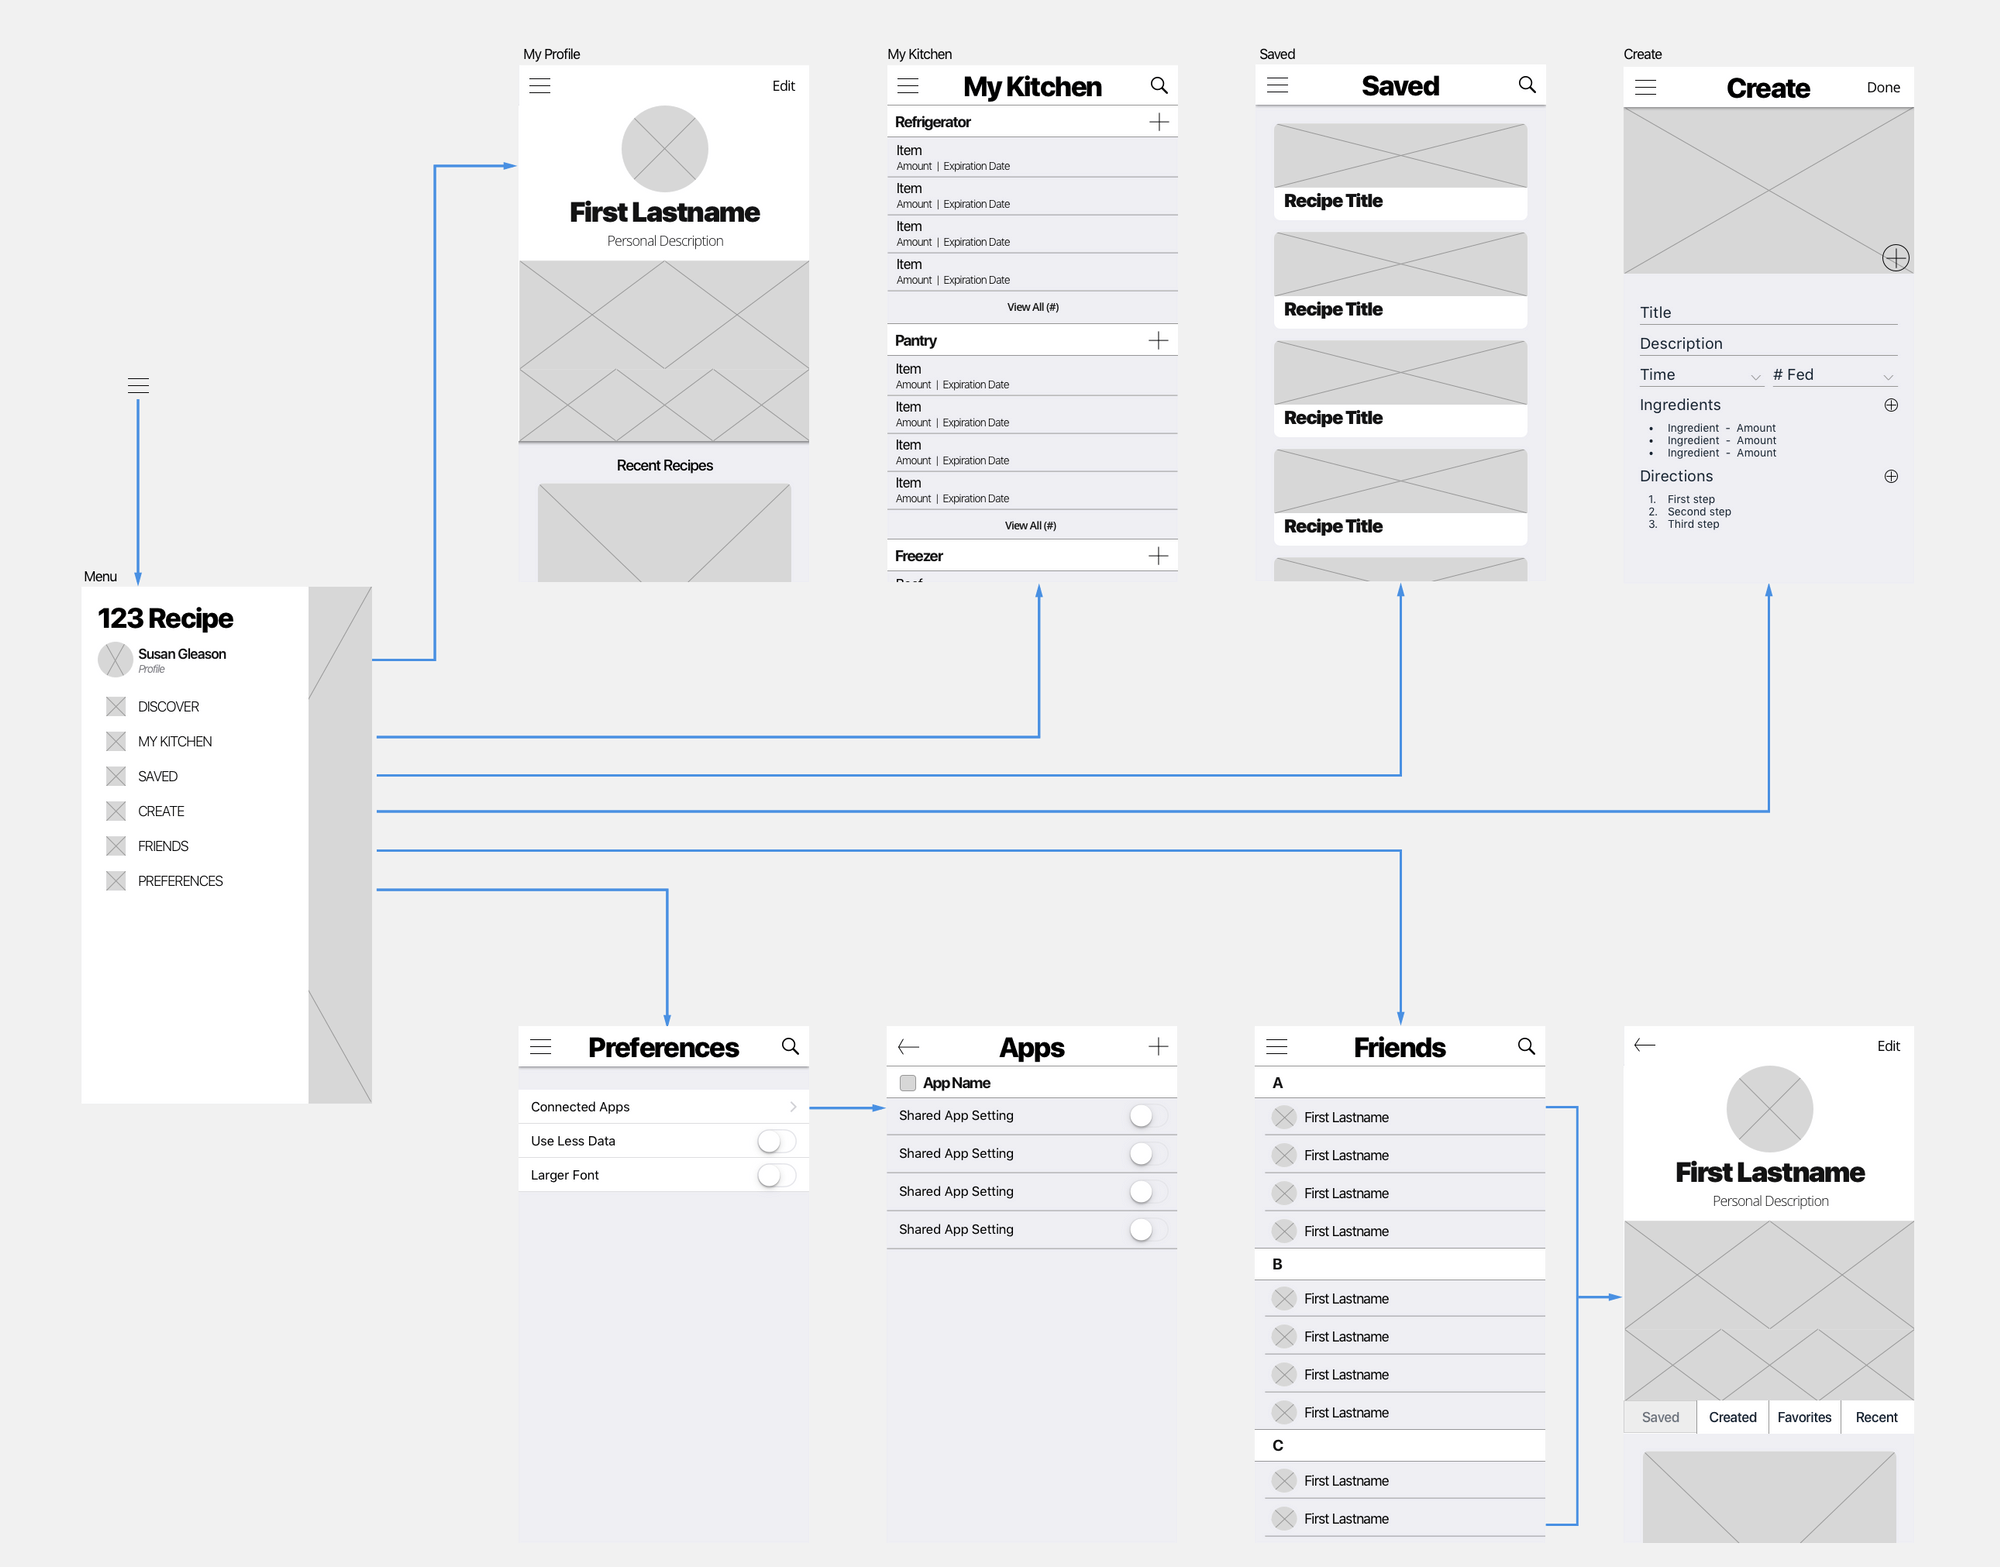 My Profile
Edit
First Lastname
Personal Description
Recent Recipes
My Kitchen
My Kitchen
Refrigerator
Item
Amount | Expiration Date
Item
Amount | Expiration Date
Item
Amount | Expiration Date
Item
Amount | Expiration Date
View All (#)
Pantry
Item
Amount | Expiration Date
Item
Amount | Expiration Date
Item
Amount | Expiration Date
Item
Amount | Expiration Date
View All (#)
Freezer
Saved
Saved
Recipe Title
Recipe Title
Recipe Title
Recipe Title
Create
Create Done
Title
Description
Time # Fed
Ingredients
• Ingredient - Amount
• Ingredient - Amount
• Ingredient - Amount
Directions
1. First step
2. Second step
3. Third step
Menu
123 Recipe
Susan Gleason
Profile
DISCOVER
MY KITCHEN
SAVED
CREATE
FRIENDS
PREFERENCES
Preferences
Connected Apps
Use Less Data
Larger Font
Apps
App Name
Shared App Setting
Shared App Setting
Shared App Setting
Shared App Setting
Friends
A
First Lastname
First Lastname
First Lastname
First Lastname
B
First Lastname
First Lastname
First Lastname
First Lastname
C
First Lastname
First Lastname
Edit
First Lastname
Personal Description
Saved Created Favorites Recent